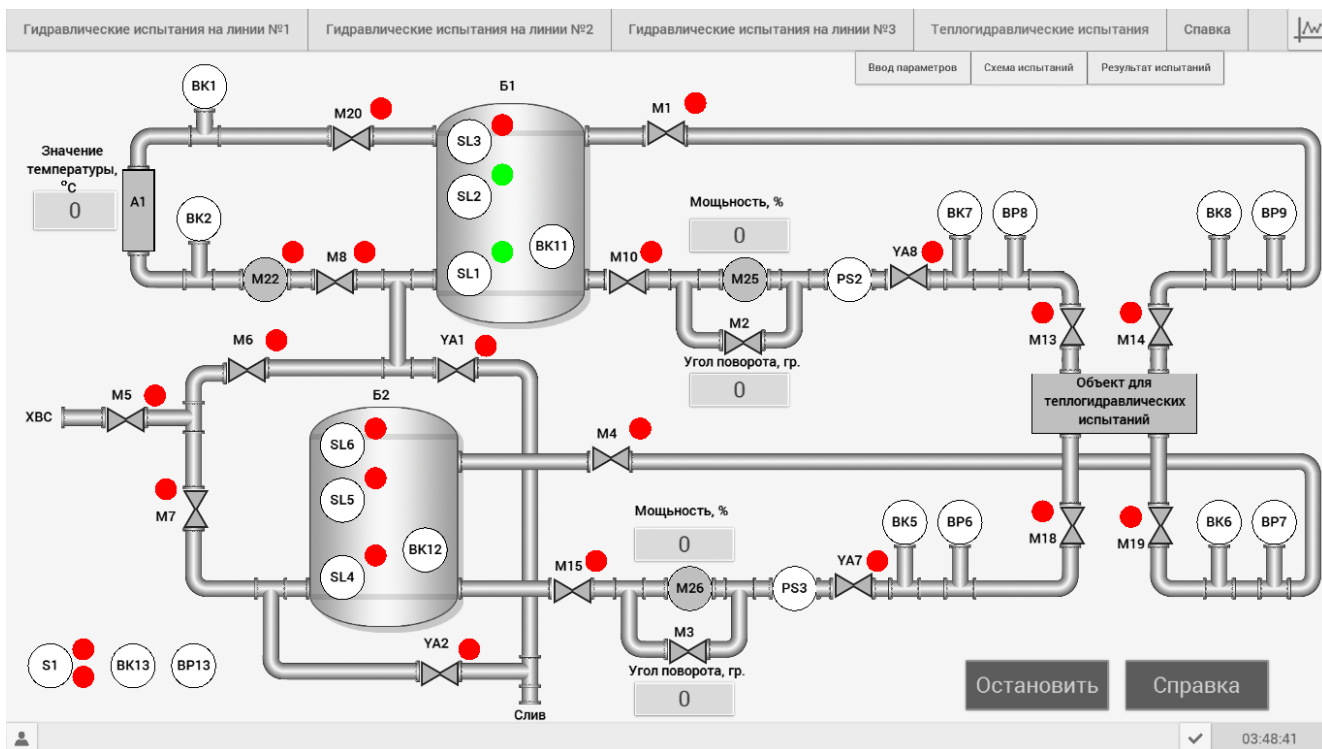 Гидравлические испытания на линии №1
Гидравлические испытания на линии №2
Гидравлические испытания на линии №3
Теплогидравлические испытания
Спавка
Ввод параметров
Схема испытаний
Результат испытаний
ВК1
М20
Б1
М1
SL3
Значение
температуры,
°C
0
А1
SL2
ВК2
М22
М8
SL1
ВК11
М10
Мощьность, %
0
М25
PS2
YA8
ВК7
ВР8
ВК8
ВР9
М2
Угол поворота, гр.
0
М13
М14
М6
YA1
М5
ХВС
Б2
Объект для
теплогидравлических
испытаний
SL6
М4
SL5
М7
ВК12
SL4
М15
Мощьность, %
0
М26
PS3
YA7
ВК5
ВР6
М18
М19
ВК6
ВР7
М3
Угол поворота, гр.
0
YA2
S1
ВК13
ВР13
Слив
Остановить
Справка
03:48:41